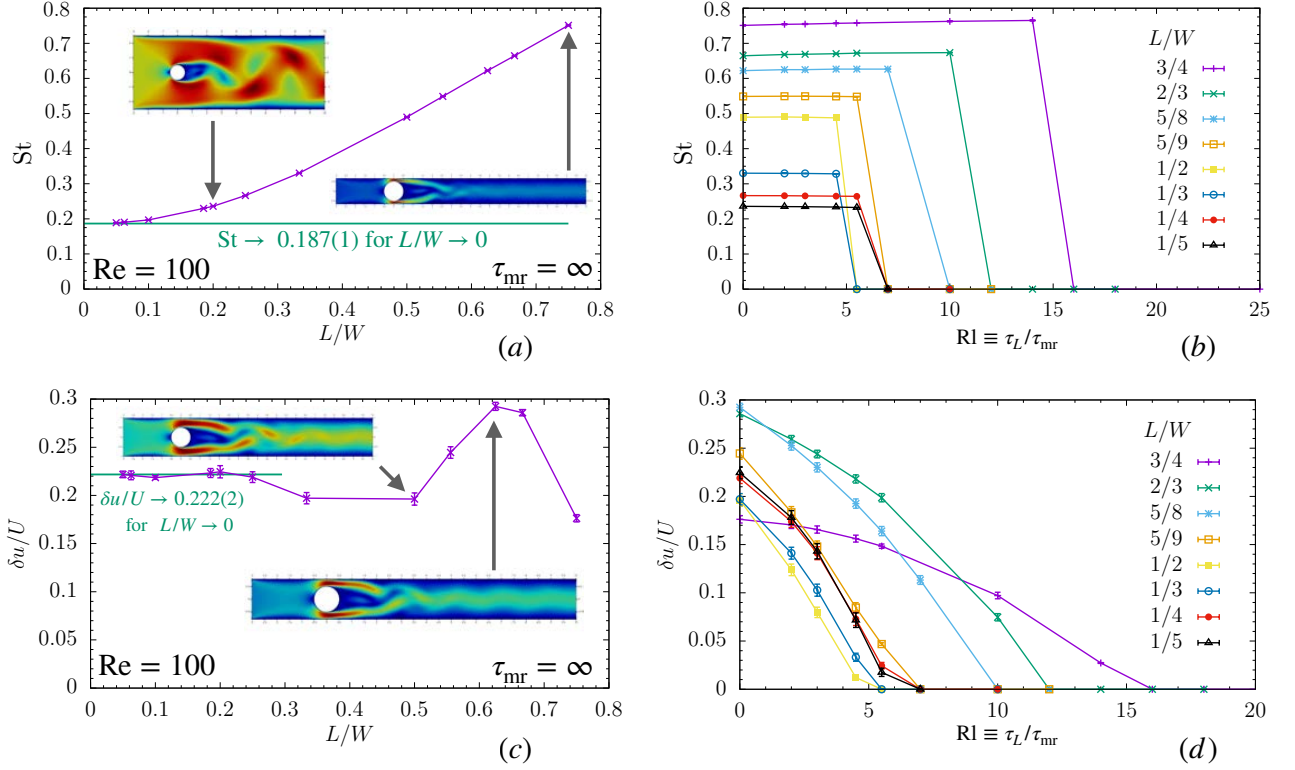 0.8
0.7
0.6
0.5
0.4
0.3
0.2
0.1
0
St
St → 0.187(1) for L/W → 0
Re = 100
τmr = ∞
0 0.1 0.2 0.3 0.4 0.5 0.6 0.7 0.8
L/W
(a)
0.8
0.7
0.6
0.5
0.4
0.3
0.2
0.1
0
St
L/W
3/4
2/3
5/8
5/9
1/2
1/3
1/4
1/5
0 5 10 15 20 25
Rl ≡ τL/τmr
(b)
0.3
0.25
0.2
0.15
0.1
0.05
0
δu/U
δu/U → 0.222(2)
for L/W → 0
Re = 100
τmr = ∞
0 0.1 0.2 0.3 0.4 0.5 0.6 0.7 0.8
L/W
(c)
0.3
0.25
0.2
0.15
0.1
0.05
0
δu/U
L/W
3/4
2/3
5/8
5/9
1/2
1/3
1/4
1/5
0 5 10 15 20
Rl ≡ τL/τmr
(d)